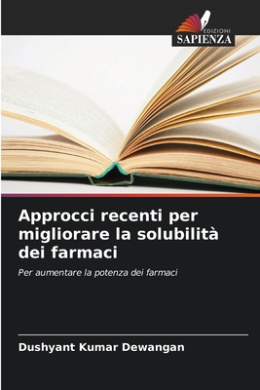 EDIZIONI
SAPIENZA
Approcci recenti per
migliorare la solubilità
dei farmaci
Per aumentare la potenza dei farmaci
Dushyant Kumar Dewangan